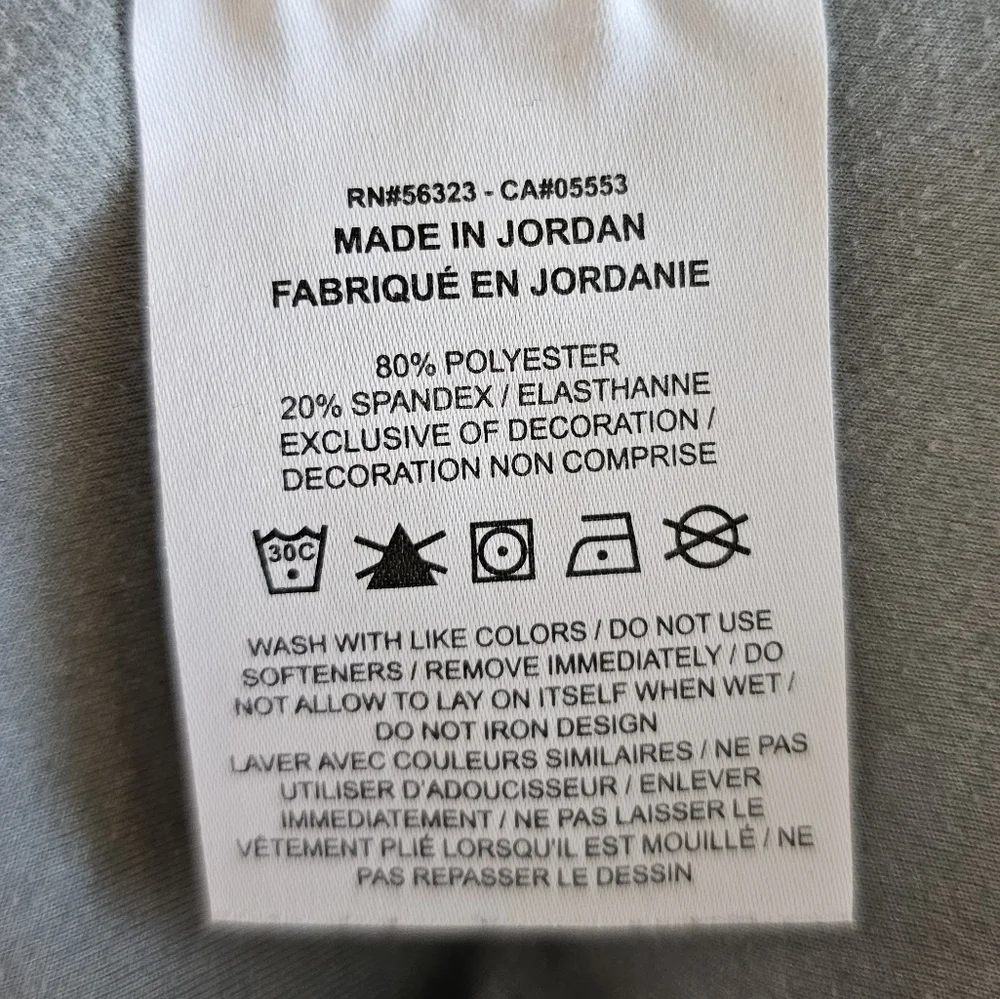 RN#56323 - CA#05553
MADE IN JORDAN
FABRIQUÉ EN JORDANIE
80% POLYESTER
20% SPANDEX / ELASTHANNE
EXCLUSIVE OF DECORATION /
DECORATION NON COMPRISE
30C
WASH WITH LIKE COLORS / DO NOT USE
SOFTENERS / REMOVE IMMEDIATELY / DO
NOT ALLOW TO LAY ON ITSELF WHEN WET /
DO NOT IRON DESIGN
LAVER AVEC COULEURS SIMILAIRES / NE PAS
UTILISER D'ADOUCISSEUR / ENLEVER
IMMEDIATEMENT / NE PAS LAISSER LE
VÊTEMENT PLIÉ LORSQU'IL EST MOUILLÉ / NE
PAS REPASSER LE DESSIN